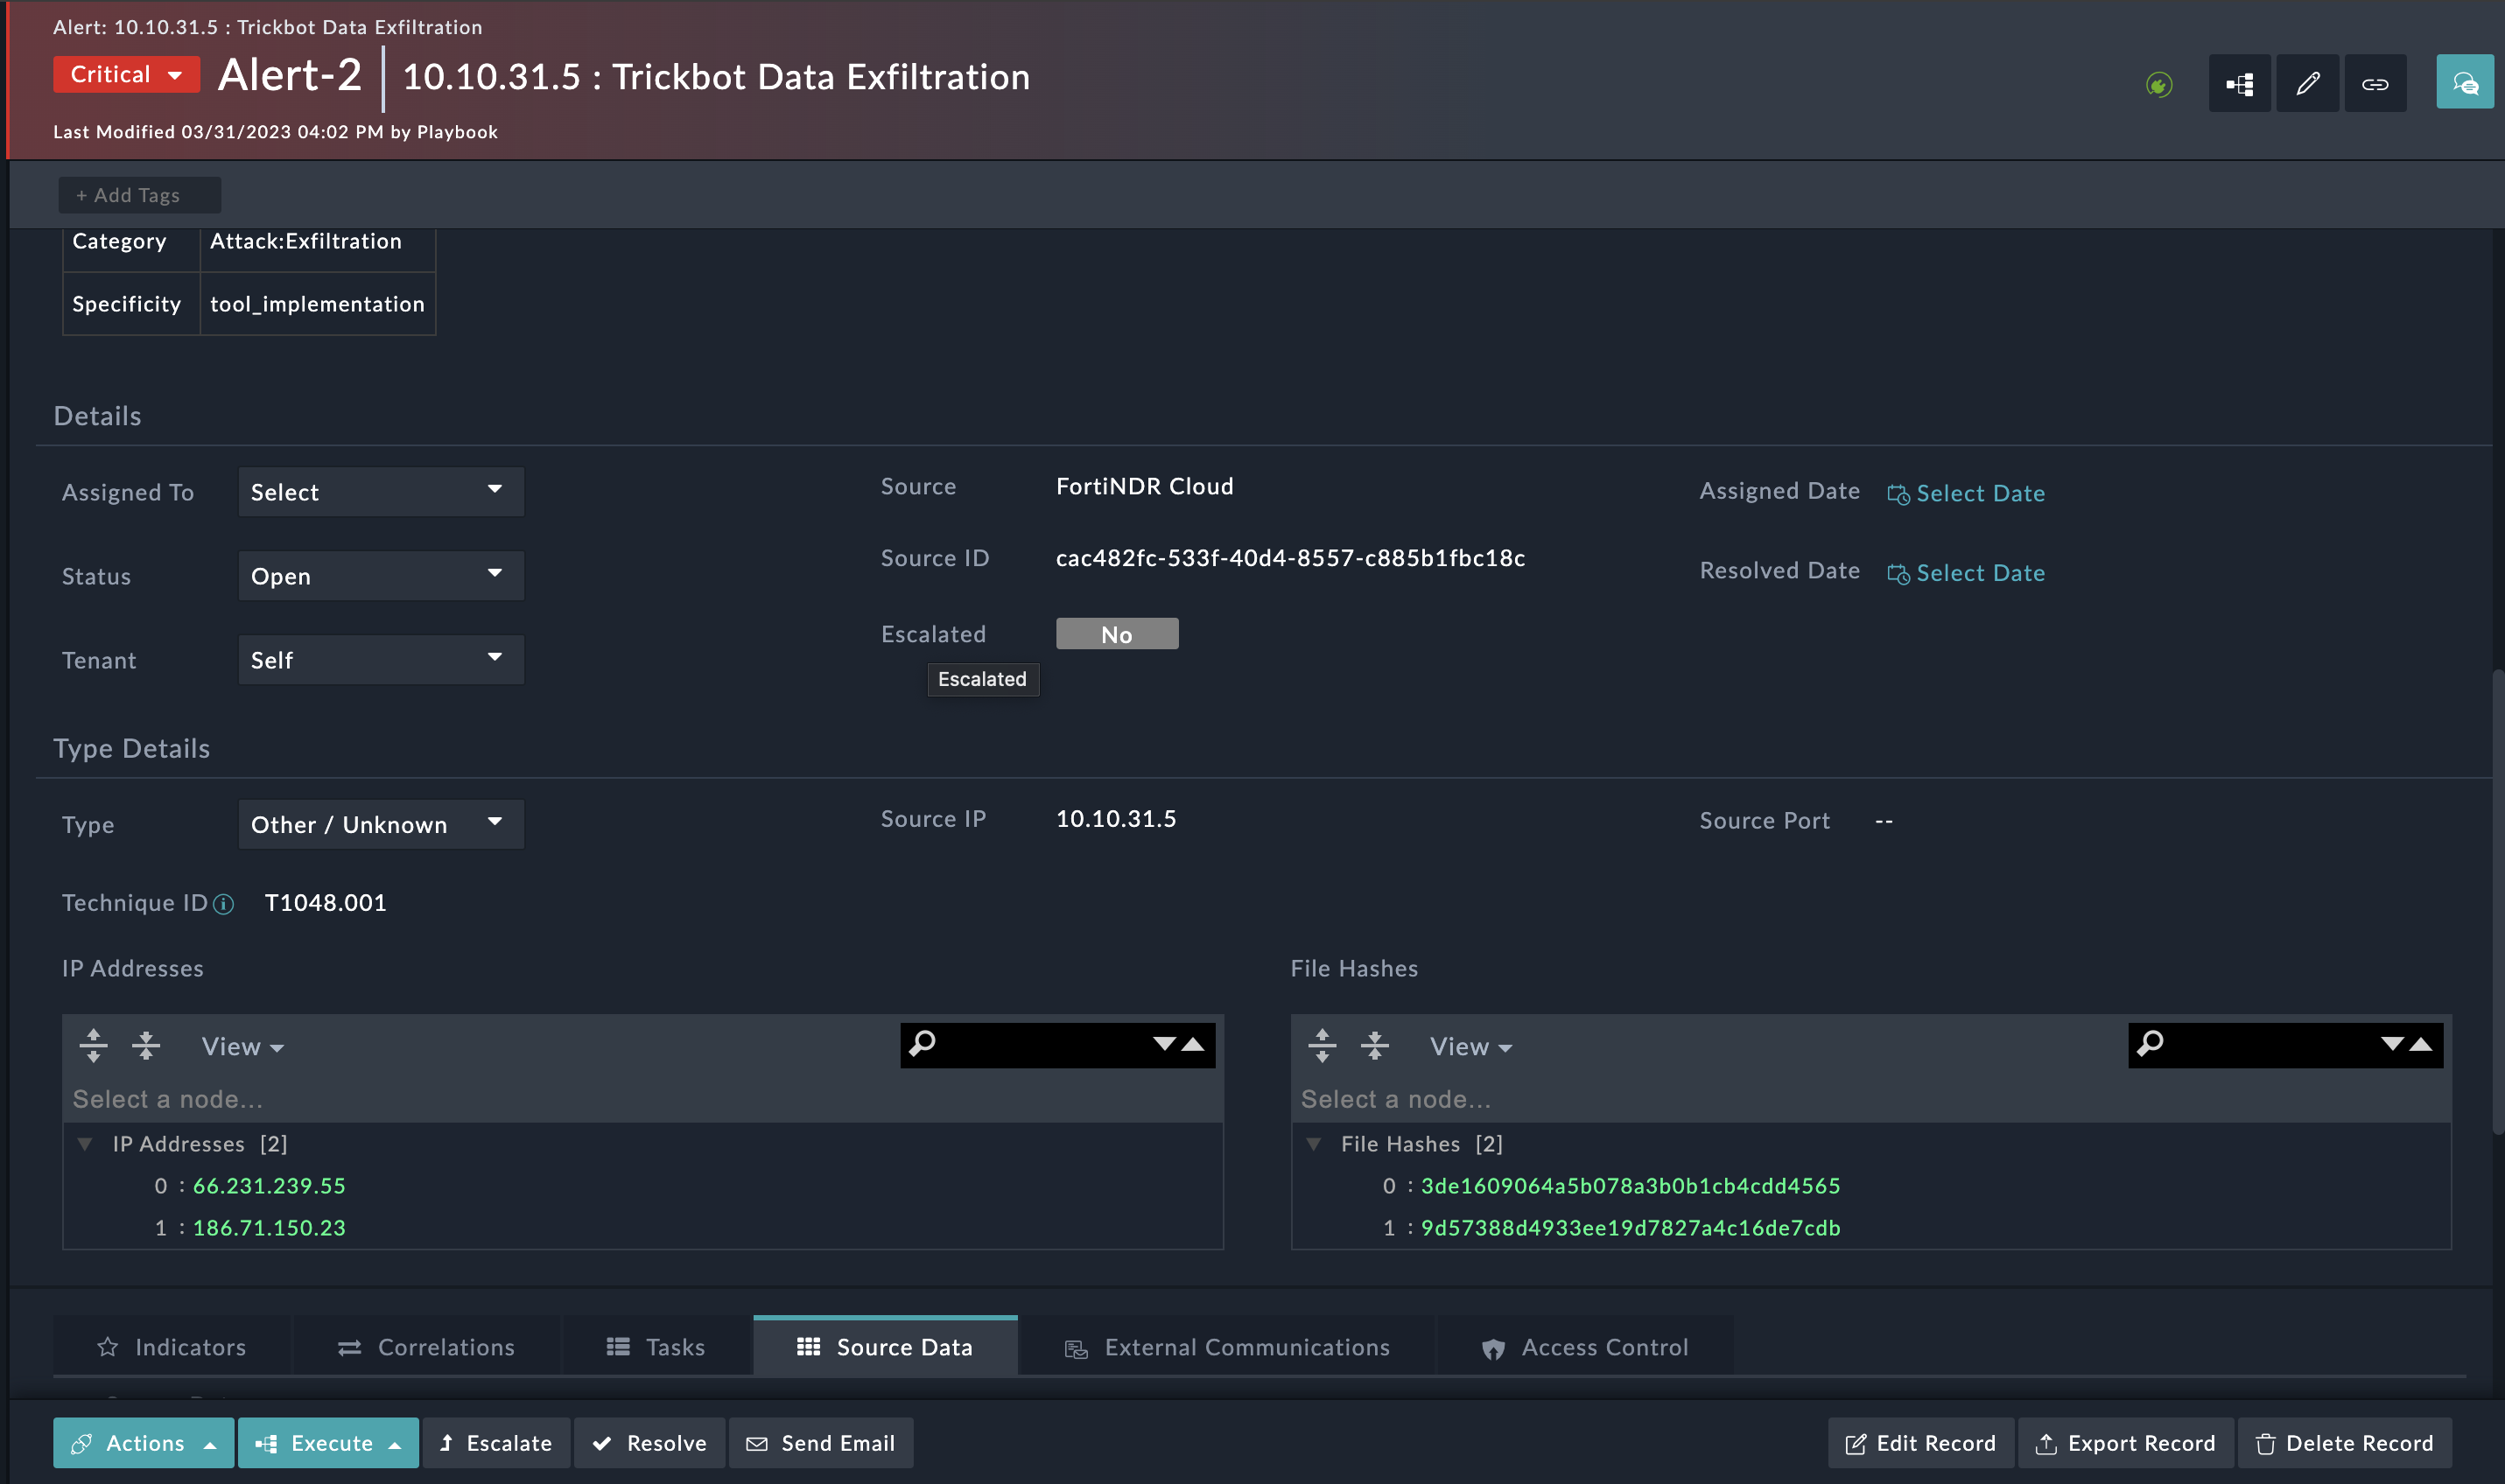 Alert: 10.10.31.5 : Trickbot Data Exfiltration
Critical Alert-2 10.10.31.5 : Trickbot Data Exfiltration
Last Modified 03/31/2023 04:02 PM by Playbook
+ Add Tags
Category Attack:Exfiltration
Specificity tool_implementation
Details
Assigned To Select Source FortiNDR Cloud Assigned Date Select Date
Status Open Source ID cac482fc-533f-40d4-8557-c885b1fbc18c Resolved Date Select Date
Tenant Self Escalated No
Escalated
Type Details
Type Other / Unknown Source IP 10.10.31.5 Source Port --
Technique ID T1048.001
IP Addresses File Hashes
View View
Select a node... Select a node...
IP Addresses [2] File Hashes [2]
0 : 66.231.239.55 0 : 3de1609064a5b078a3b0b1cb4cdd4565
1 : 186.71.150.23 1 : 9d57388d4933ee19d7827a4c16de7cdb
Indicators Correlations Tasks Source Data External Communications Access Control
Actions Execute Escalate Resolve Send Email Edit Record Export Record Delete Record